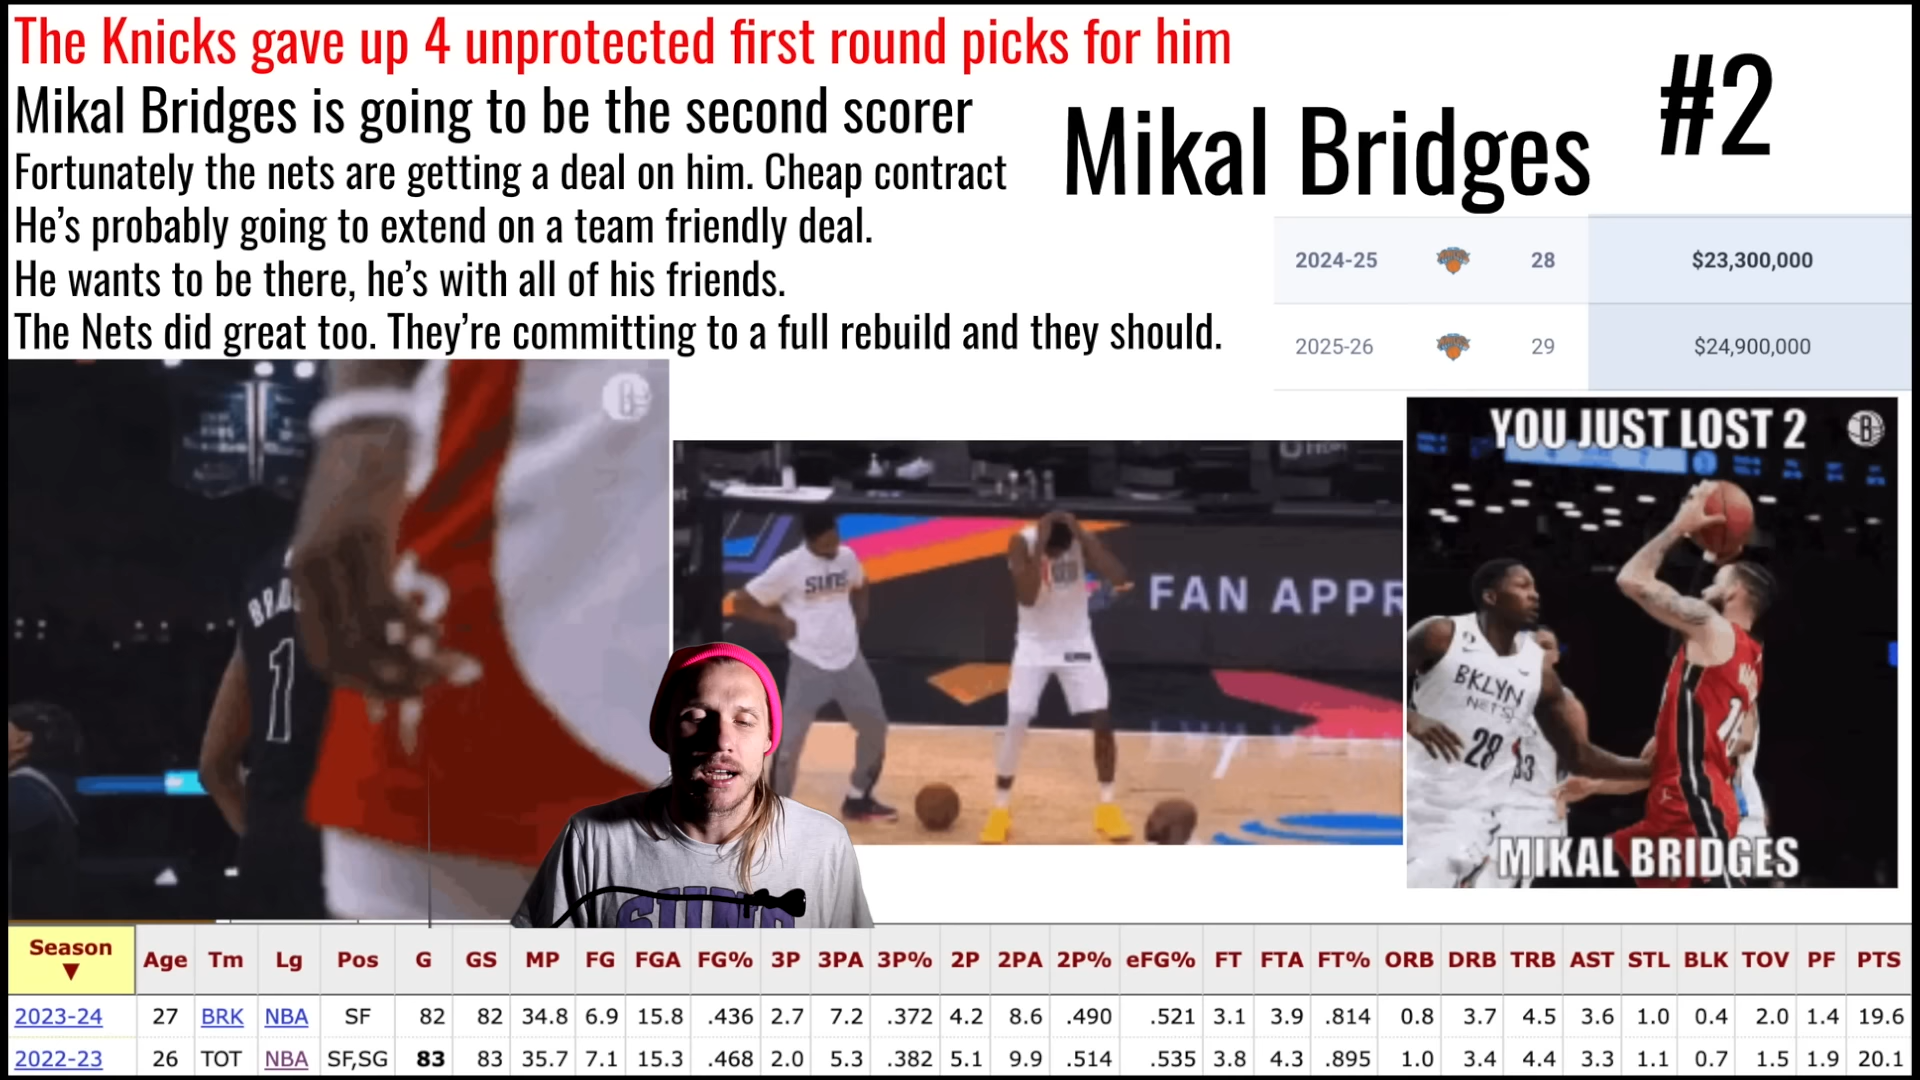 The Knicks gave up 4 unprotected first round picks for him
#2
Mikal Bridges is going to be the second scorer
Mikal Bridges
Fortunately the nets are getting a deal on him. Cheap contract
He’s probably going to extend on a team friendly deal.
He wants to be there, he’s with all of his friends.
The Nets did great too. They’re committing to a full rebuild and they should.
2024-25 28 $23,300,000
2025-26 29 $24,900,000
YOU JUST LOST 2
B
B
1
SUNS
FAN APPR
BKLYN
NETS
28
MIKAL BRIDGES
SUNS
Season ▼ Age Tm Lg Pos G GS MP FG FGA FG% 3P 3PA 3P% 2P 2PA 2P% eFG% FT FTA FT% ORB DRB TRB AST STL BLK TOV PF PTS
2023-24 27 BRK NBA SF 82 82 34.8 6.9 15.8 .436 2.7 7.2 .372 4.2 8.6 .490 .521 3.1 3.9 .814 0.8 3.7 4.5 3.6 1.0 0.4 2.0 1.4 19.6
2022-23 26 TOT NBA SF,SG 83 83 35.7 7.1 15.3 .468 2.0 5.3 .382 5.1 9.9 .514 .535 3.8 4.3 .895 1.0 3.4 4.4 3.3 1.1 0.7 1.5 1.9 20.1